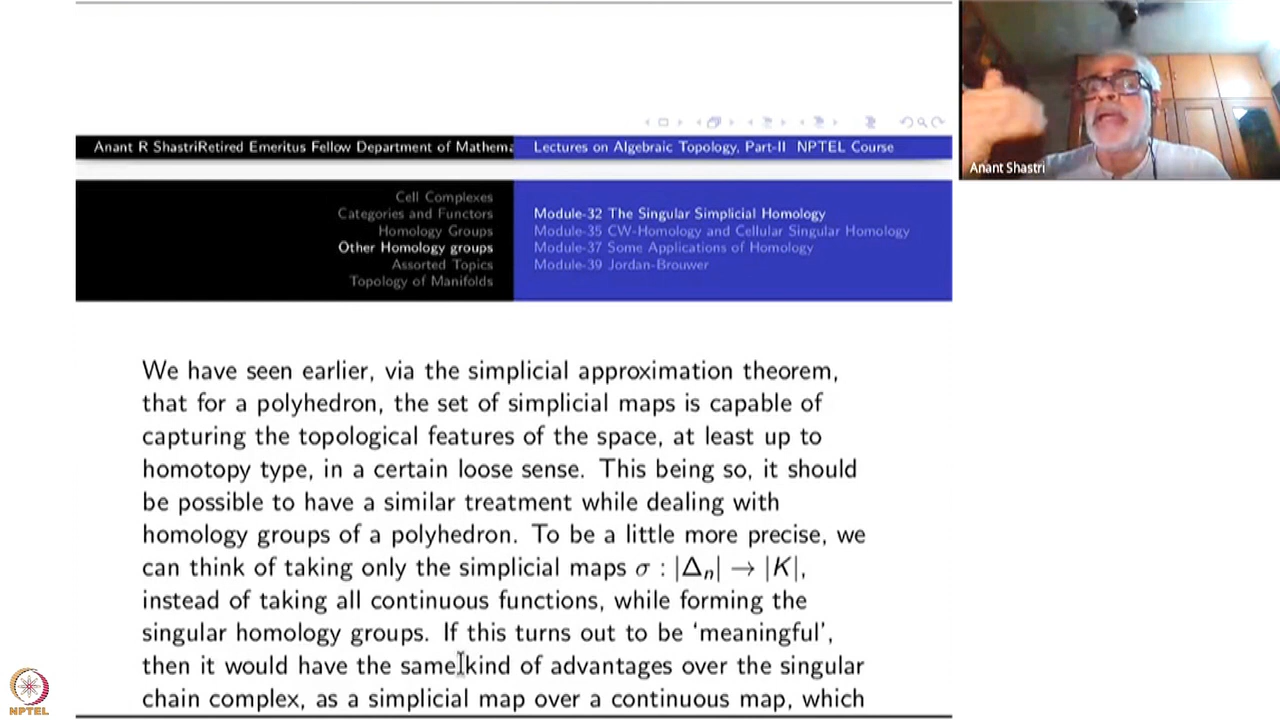 Anant R ShastriRetired Emeritus Fellow Department of Mathema
Lectures on Algebraic Topology, Part-II NPTEL Course
Cell Complexes
Categories and Functors
Homology Groups
Other Homology groups
Assorted Topics
Topology of Manifolds
Module-32 The Singular Simplicial Homology
Module-35 CW-Homology and Cellular Singular Homology
Module-37 Some Applications of Homology
Module-39 Jordan-Brouwer
We have seen earlier, via the simplicial approximation theorem,
that for a polyhedron, the set of simplicial maps is capable of
capturing the topological features of the space, at least up to
homotopy type, in a certain loose sense. This being so, it should
be possible to have a similar treatment while dealing with
homology groups of a polyhedron. To be a little more precise, we
can think of taking only the simplicial maps σ : |Δₙ| → |K|,
instead of taking all continuous functions, while forming the
singular homology groups. If this turns out to be ‘meaningful’,
then it would have the same kind of advantages over the singular
chain complex, as a simplicial map over a continuous map, which
Anant Shastri
NPTEL